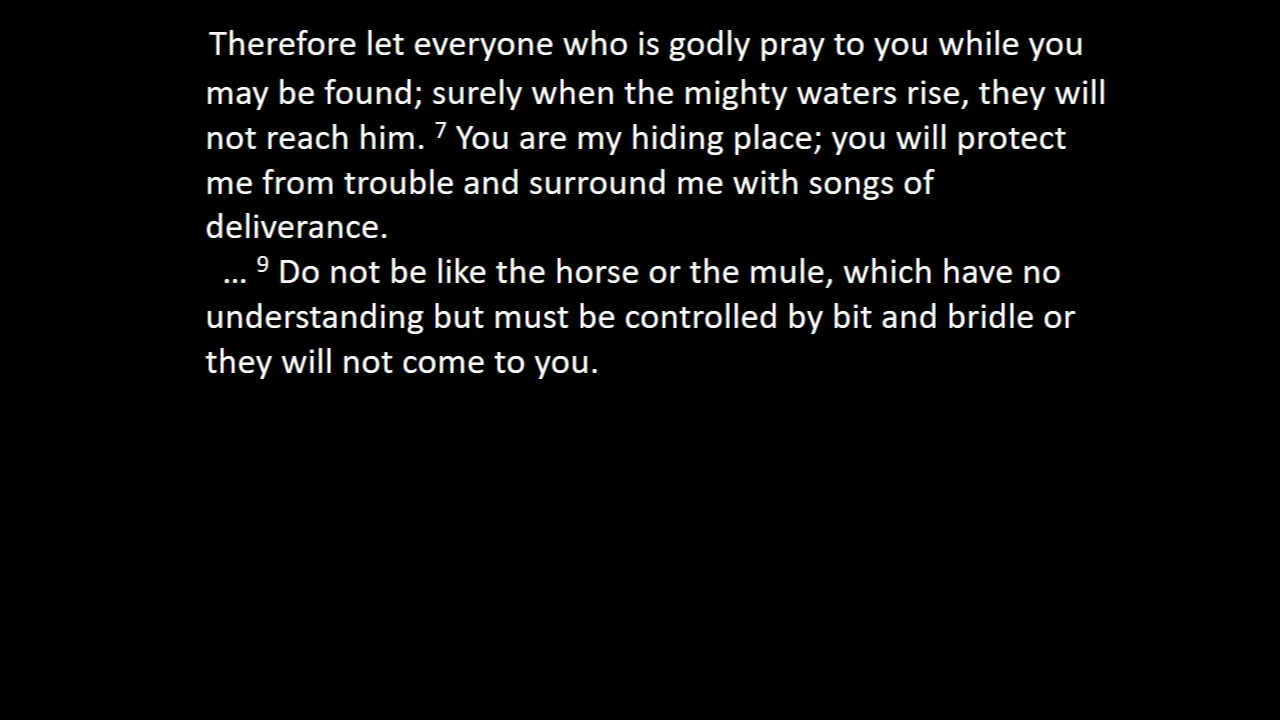 Therefore let everyone who is godly pray to you while you
may be found; surely when the mighty waters rise, they will
not reach him. ⁷ You are my hiding place; you will protect
me from trouble and surround me with songs of
deliverance.
... ⁹ Do not be like the horse or the mule, which have no
understanding but must be controlled by bit and bridle or
they will not come to you.